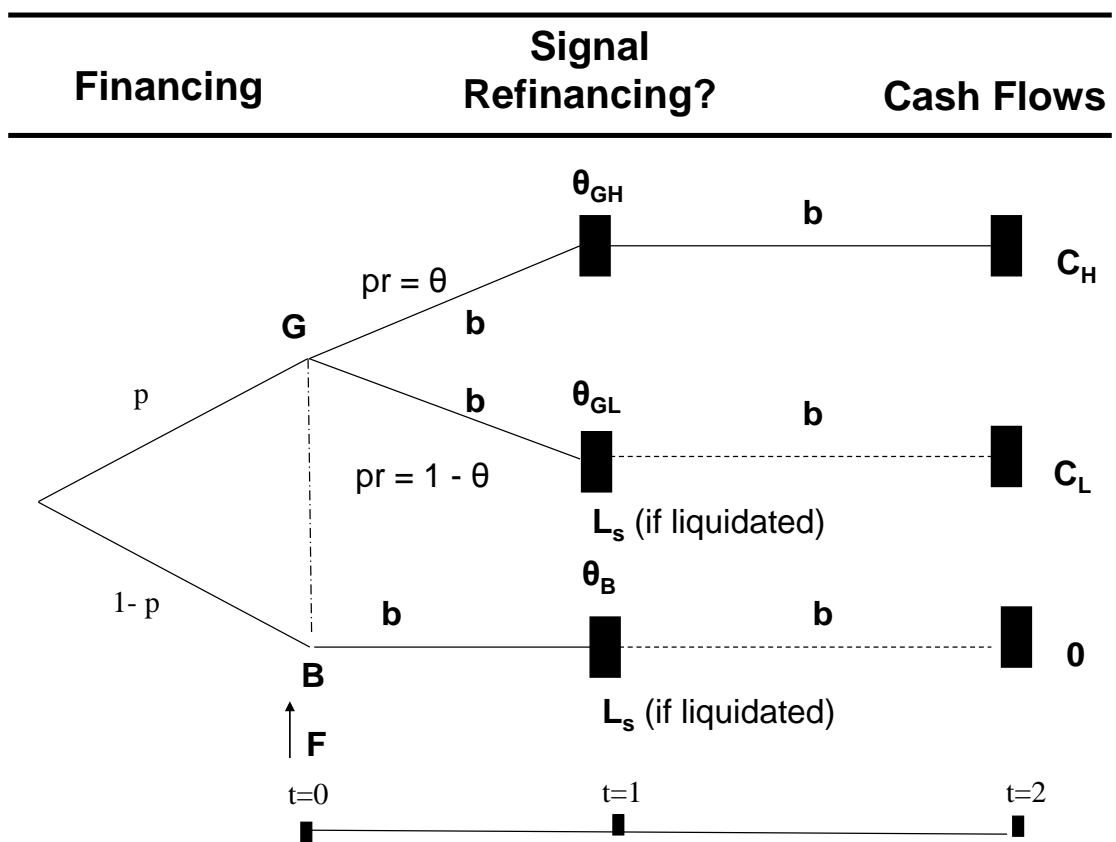 Financing
Signal
Refinancing?
Cash Flows
θGH
b
CH
pr = θ
b
G
p
b
θGL
b
CL
pr = 1 - θ
Ls (if liquidated)
θB
1- p
b
b
0
B
Ls (if liquidated)
F
t=0
t=1
t=2